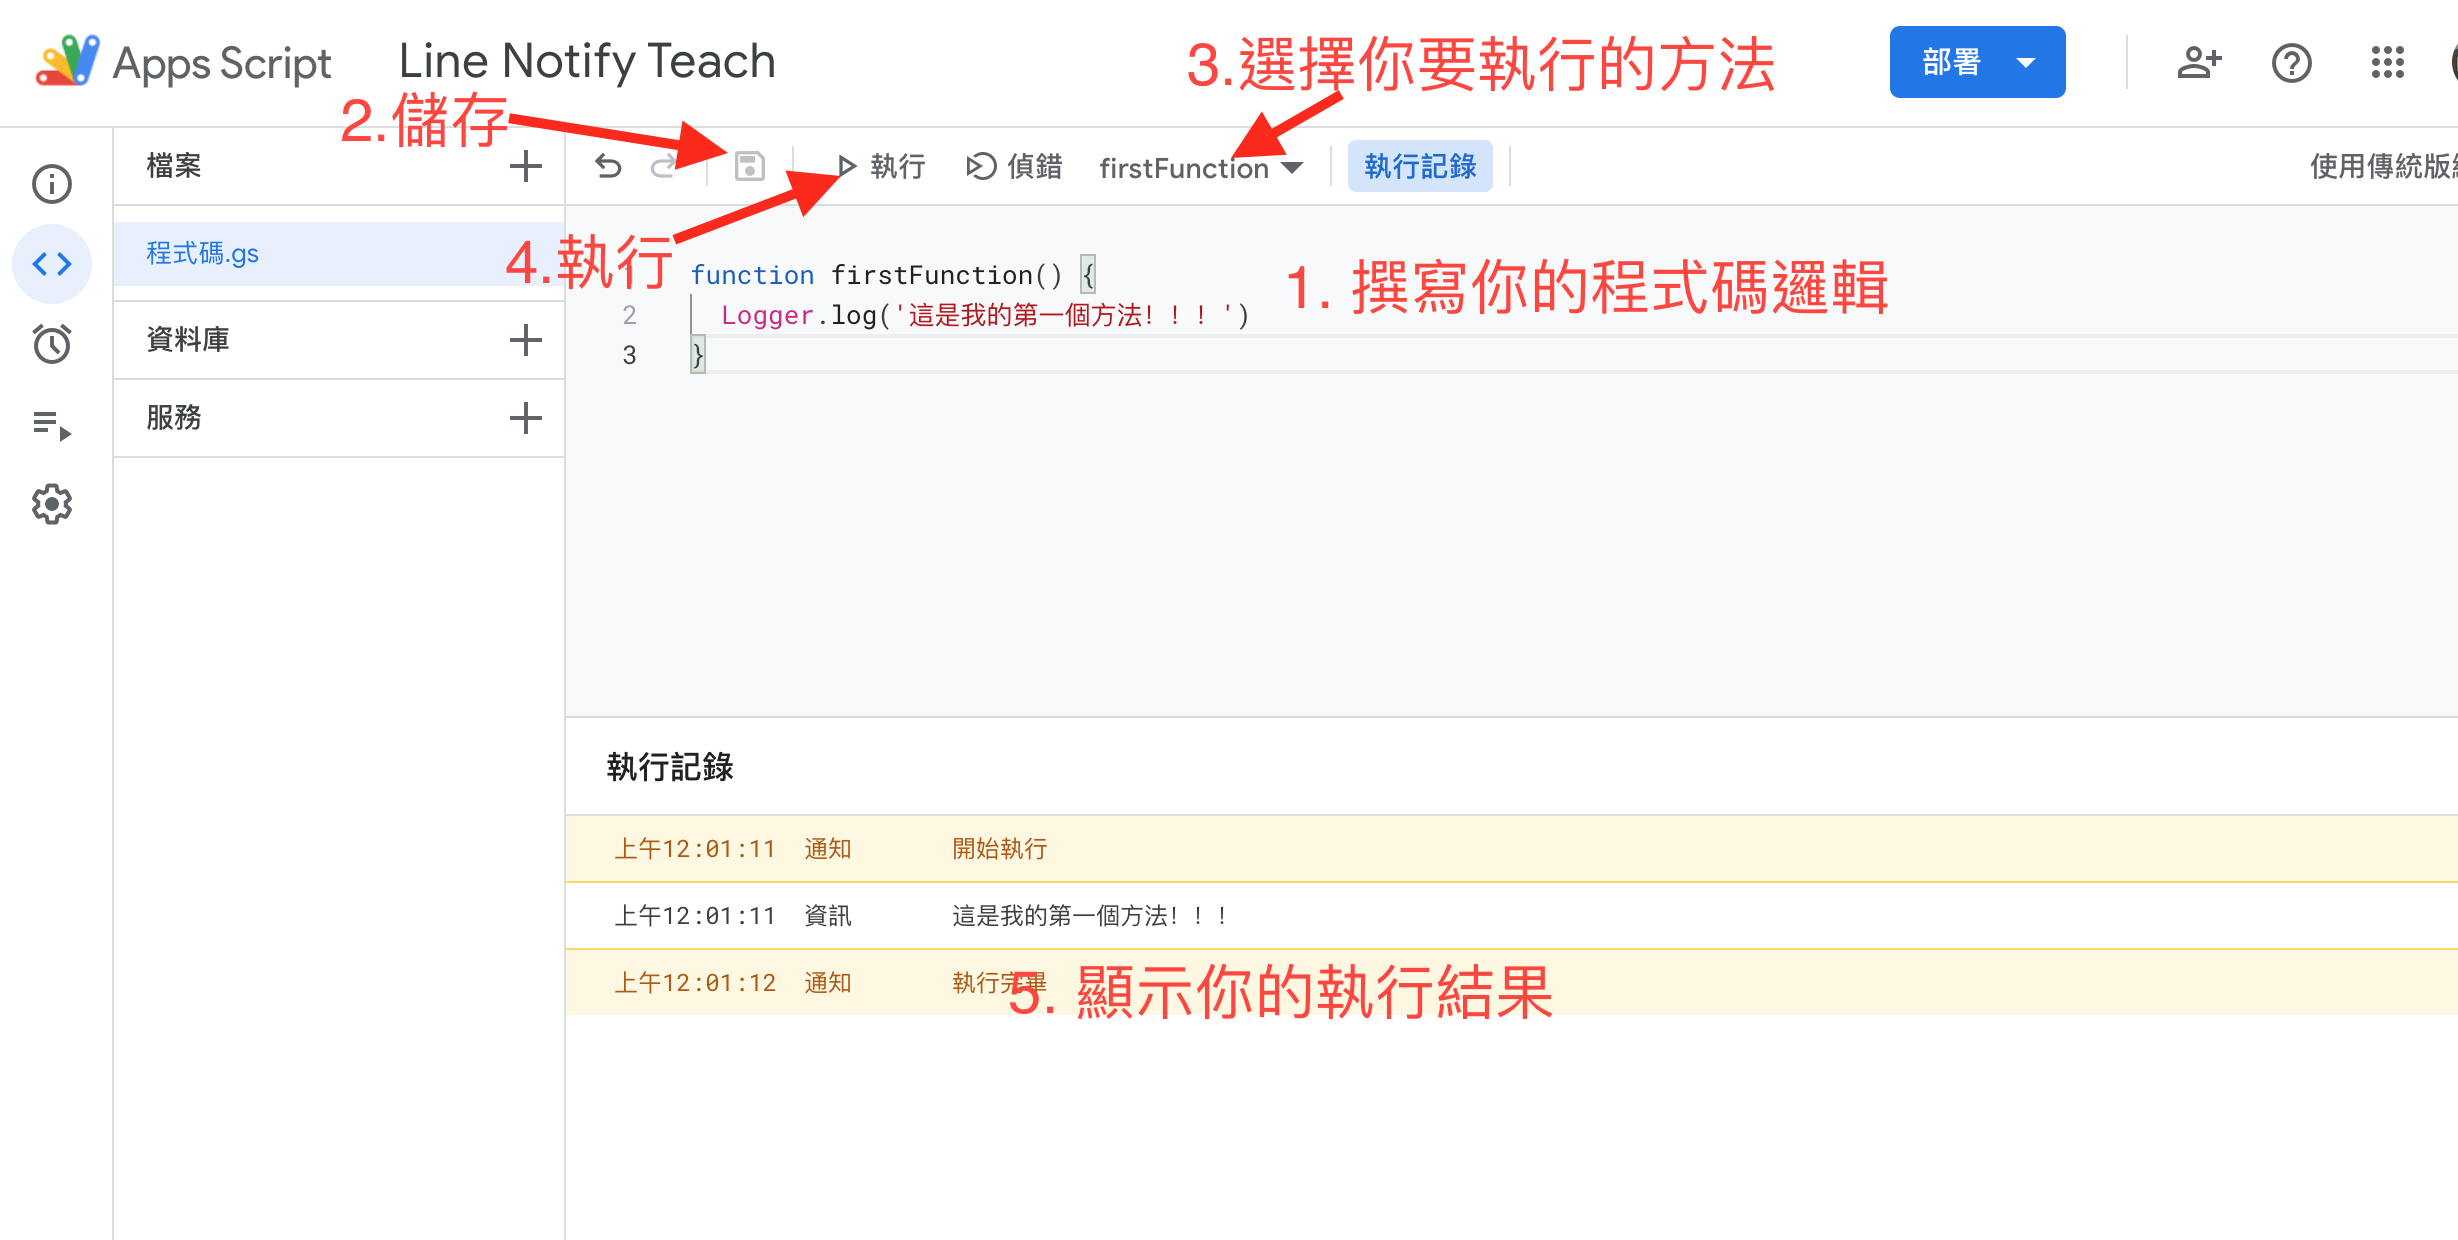 Apps Script
Line Notify Teach
3.選擇你要執行的方法
部署
2.儲存
檔案
執行
偵錯
firstFunction
執行記錄
使用傳統版
程式碼.gs
4.執行
function firstFunction() {
1. 撰寫你的程式碼邏輯
2 Logger.log('這是我的第一個方法！！！')
3 }
資料庫
服務
執行記錄
上午12:01:11 通知 開始執行
上午12:01:11 資訊 這是我的第一個方法！！！
上午12:01:12 通知 執行完畢
5. 顯示你的執行結果